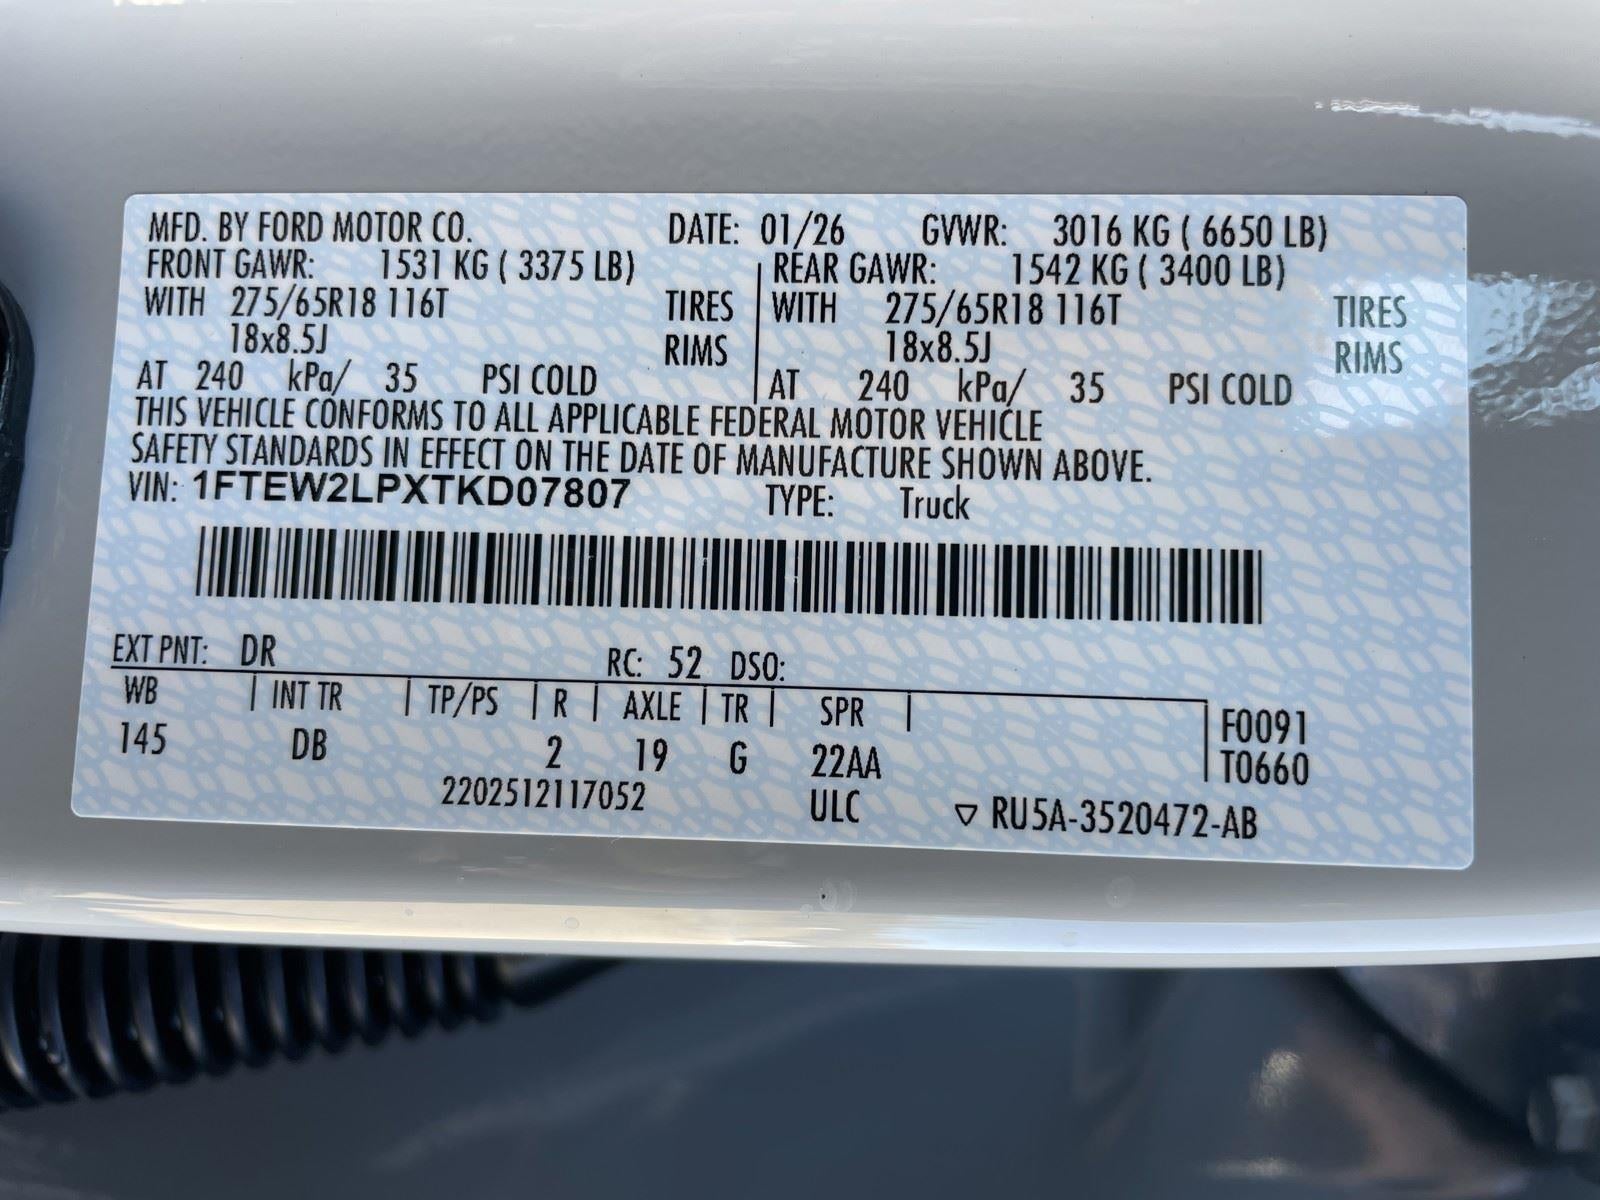 MFD. BY FORD MOTOR CO. DATE: 01/26 GVWR: 3016 KG ( 6650 LB)
FRONT GAWR: 1531 KG ( 3375 LB) REAR GAWR: 1542 KG ( 3400 LB)
WITH 275/65R18 116T TIRES WITH 275/65R18 116T TIRES
18x8.5J RIMS 18x8.5J RIMS
AT 240 kPa/ 35 PSI COLD AT 240 kPa/ 35 PSI COLD
THIS VEHICLE CONFORMS TO ALL APPLICABLE FEDERAL MOTOR VEHICLE
SAFETY STANDARDS IN EFFECT ON THE DATE OF MANUFACTURE SHOWN ABOVE.
VIN: 1FTEW2LPXTKD07807 TYPE: Truck
EXT PNT: DR RC: 52 DSO:
WB INT TR TP/PS R AXLE TR SPR F0091
145 DB 2 19 G 22AA T0660
2202512117052 ULC ▽ RU5A-3520472-AB